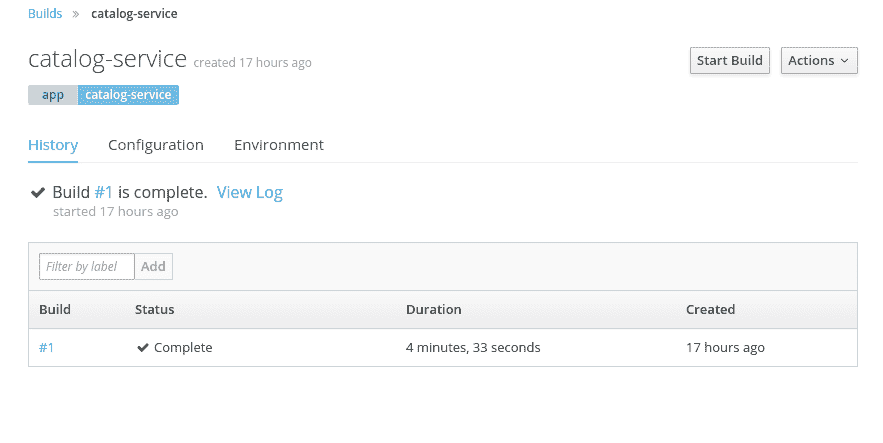 Builds » catalog-service
catalog-service created 17 hours ago
Start Build Actions
app catalog-service
History Configuration Environment
Build #1 is complete. View Log
started 17 hours ago
Filter by label Add
Build Status Duration Created
#1 Complete 4 minutes, 33 seconds 17 hours ago